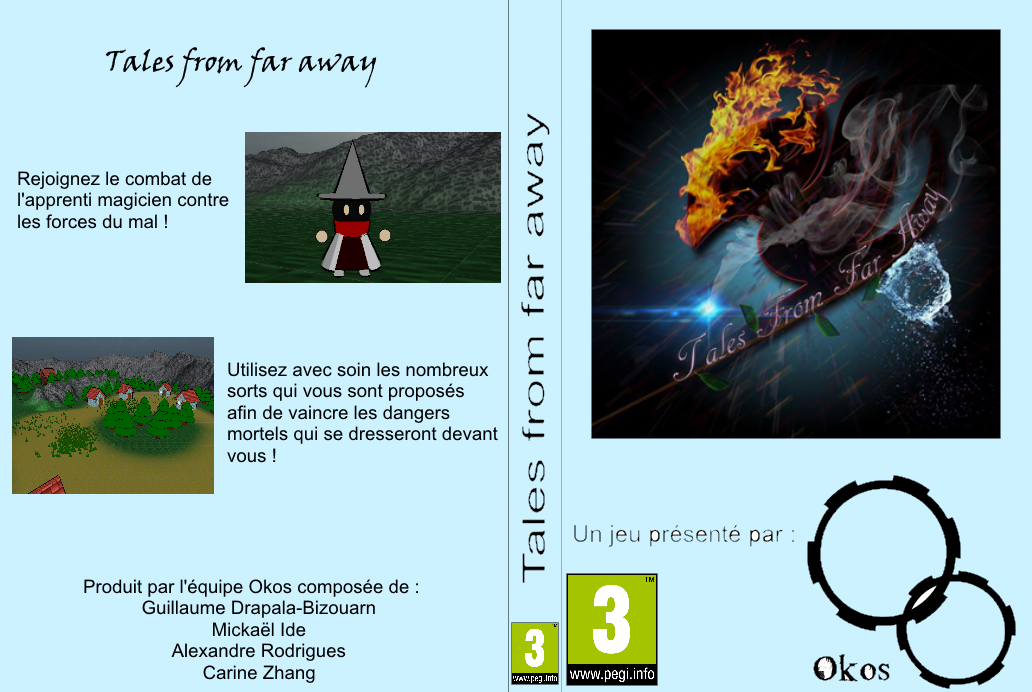 Tales from far away
Rejoignez le combat de
l'apprenti magicien contre
les forces du mal !
Utilisez avec soin les nombreux
sorts qui vous sont proposés
afin de vaincre les dangers
mortels qui se dresseront devant
vous !
Produit par l'équipe Okos composée de :
Guillaume Drapala-Bizouarn
Mickaël Ide
Alexandre Rodrigues
Carine Zhang
Tales from far away
3
www.pegi.info
Tales From Far Away
Un jeu présenté par :
TM
3
www.pegi.info
Okos